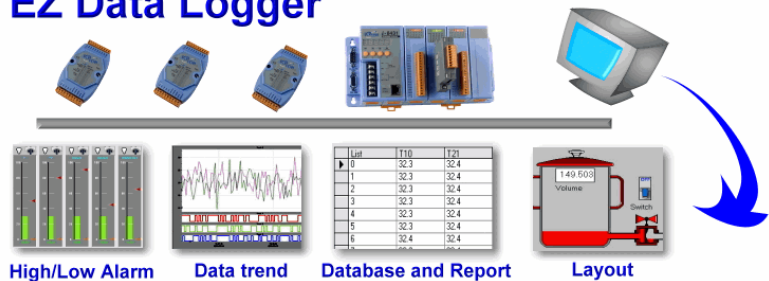 EZ Data Logger
List T10 T21
0 32.3 32.4
1 32.3 32.4
2 32.3 32.4
3 32.3 32.4
4 32.3 32.4
5 32.3 32.4
6 32.4 32.4
149.503
Volume
OFF
Switch
High/Low Alarm
Data trend
Database and Report
Layout